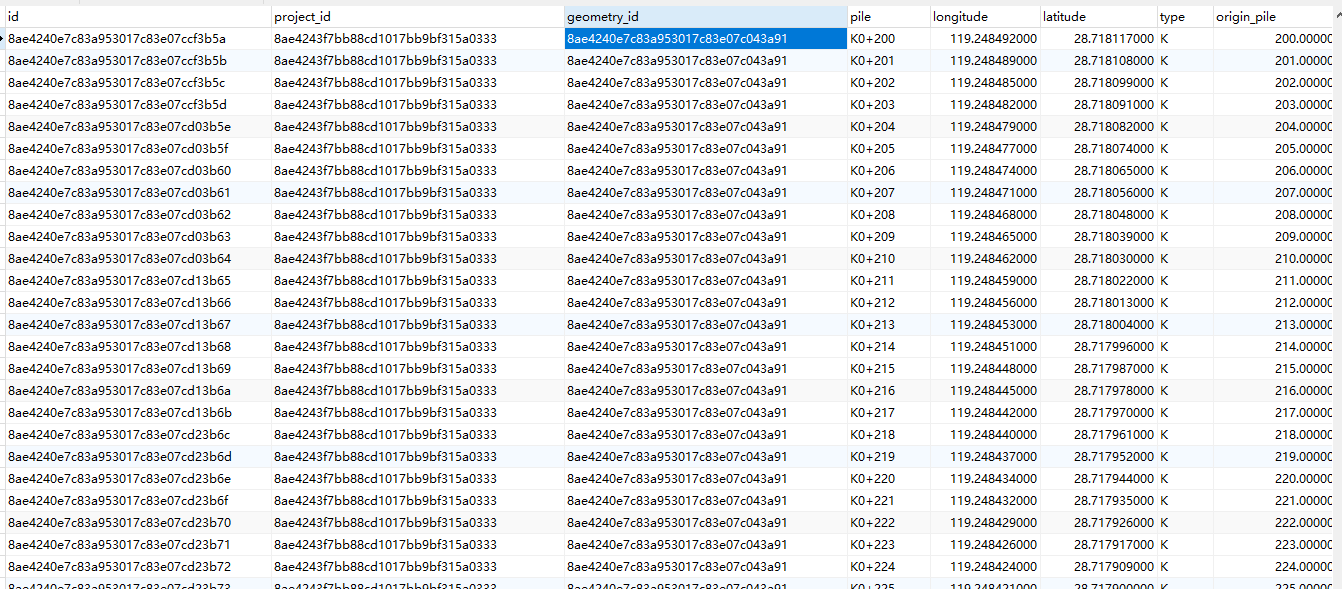 id project_id geometry_id pile longitude latitude type origin_pile
8ae4240e7c83a953017c83e07ccf3b5a 8ae4243f7bb88cd1017bb9bf315a0333 8ae4240e7c83a953017c83e07c043a91 K0+200 119.248492000 28.718117000 K 200.00000
8ae4240e7c83a953017c83e07ccf3b5b 8ae4243f7bb88cd1017bb9bf315a0333 8ae4240e7c83a953017c83e07c043a91 K0+201 119.248489000 28.718108000 K 201.00000
8ae4240e7c83a953017c83e07ccf3b5c 8ae4243f7bb88cd1017bb9bf315a0333 8ae4240e7c83a953017c83e07c043a91 K0+202 119.248485000 28.718099000 K 202.00000
8ae4240e7c83a953017c83e07ccf3b5d 8ae4243f7bb88cd1017bb9bf315a0333 8ae4240e7c83a953017c83e07c043a91 K0+203 119.248482000 28.718091000 K 203.00000
8ae4240e7c83a953017c83e07cd03b5e 8ae4243f7bb88cd1017bb9bf315a0333 8ae4240e7c83a953017c83e07c043a91 K0+204 119.248479000 28.718082000 K 204.00000
8ae4240e7c83a953017c83e07cd03b5f 8ae4243f7bb88cd1017bb9bf315a0333 8ae4240e7c83a953017c83e07c043a91 K0+205 119.248477000 28.718074000 K 205.00000
8ae4240e7c83a953017c83e07cd03b60 8ae4243f7bb88cd1017bb9bf315a0333 8ae4240e7c83a953017c83e07c043a91 K0+206 119.248474000 28.718065000 K 206.00000
8ae4240e7c83a953017c83e07cd03b61 8ae4243f7bb88cd1017bb9bf315a0333 8ae4240e7c83a953017c83e07c043a91 K0+207 119.248471000 28.718056000 K 207.00000
8ae4240e7c83a953017c83e07cd03b62 8ae4243f7bb88cd1017bb9bf315a0333 8ae4240e7c83a953017c83e07c043a91 K0+208 119.248468000 28.718048000 K 208.00000
8ae4240e7c83a953017c83e07cd03b63 8ae4243f7bb88cd1017bb9bf315a0333 8ae4240e7c83a953017c83e07c043a91 K0+209 119.248465000 28.718039000 K 209.00000
8ae4240e7c83a953017c83e07cd03b64 8ae4243f7bb88cd1017bb9bf315a0333 8ae4240e7c83a953017c83e07c043a91 K0+210 119.248462000 28.718030000 K 210.00000
8ae4240e7c83a953017c83e07cd13b65 8ae4243f7bb88cd1017bb9bf315a0333 8ae4240e7c83a953017c83e07c043a91 K0+211 119.248459000 28.718022000 K 211.00000
8ae4240e7c83a953017c83e07cd13b66 8ae4243f7bb88cd1017bb9bf315a0333 8ae4240e7c83a953017c83e07c043a91 K0+212 119.248456000 28.718013000 K 212.00000
8ae4240e7c83a953017c83e07cd13b67 8ae4243f7bb88cd1017bb9bf315a0333 8ae4240e7c83a953017c83e07c043a91 K0+213 119.248453000 28.718004000 K 213.00000
8ae4240e7c83a953017c83e07cd13b68 8ae4243f7bb88cd1017bb9bf315a0333 8ae4240e7c83a953017c83e07c043a91 K0+214 119.248451000 28.717996000 K 214.00000
8ae4240e7c83a953017c83e07cd13b69 8ae4243f7bb88cd1017bb9bf315a0333 8ae4240e7c83a953017c83e07c043a91 K0+215 119.248448000 28.717987000 K 215.00000
8ae4240e7c83a953017c83e07cd13b6a 8ae4243f7bb88cd1017bb9bf315a0333 8ae4240e7c83a953017c83e07c043a91 K0+216 119.248445000 28.717978000 K 216.00000
8ae4240e7c83a953017c83e07cd13b6b 8ae4243f7bb88cd1017bb9bf315a0333 8ae4240e7c83a953017c83e07c043a91 K0+217 119.248442000 28.717970000 K 217.00000
8ae4240e7c83a953017c83e07cd23b6c 8ae4243f7bb88cd1017bb9bf315a0333 8ae4240e7c83a953017c83e07c043a91 K0+218 119.248440000 28.717961000 K 218.00000
8ae4240e7c83a953017c83e07cd23b6d 8ae4243f7bb88cd1017bb9bf315a0333 8ae4240e7c83a953017c83e07c043a91 K0+219 119.248437000 28.717952000 K 219.00000
8ae4240e7c83a953017c83e07cd23b6e 8ae4243f7bb88cd1017bb9bf315a0333 8ae4240e7c83a953017c83e07c043a91 K0+220 119.248434000 28.717944000 K 220.00000
8ae4240e7c83a953017c83e07cd23b6f 8ae4243f7bb88cd1017bb9bf315a0333 8ae4240e7c83a953017c83e07c043a91 K0+221 119.248432000 28.717935000 K 221.00000
8ae4240e7c83a953017c83e07cd23b70 8ae4243f7bb88cd1017bb9bf315a0333 8ae4240e7c83a953017c83e07c043a91 K0+222 119.248429000 28.717926000 K 222.00000
8ae4240e7c83a953017c83e07cd23b71 8ae4243f7bb88cd1017bb9bf315a0333 8ae4240e7c83a953017c83e07c043a91 K0+223 119.248426000 28.717917000 K 223.00000
8ae4240e7c83a953017c83e07cd23b72 8ae4243f7bb88cd1017bb9bf315a0333 8ae4240e7c83a953017c83e07c043a91 K0+224 119.248424000 28.717909000 K 224.00000
8ae4240e7c83a953017c83e07cd23b73 8ae4243f7bb88cd1017bb9bf315a0333 8ae4240e7c83a953017c83e07c043a91 K0+225 119.248421000 28.717900000 K 225.00000